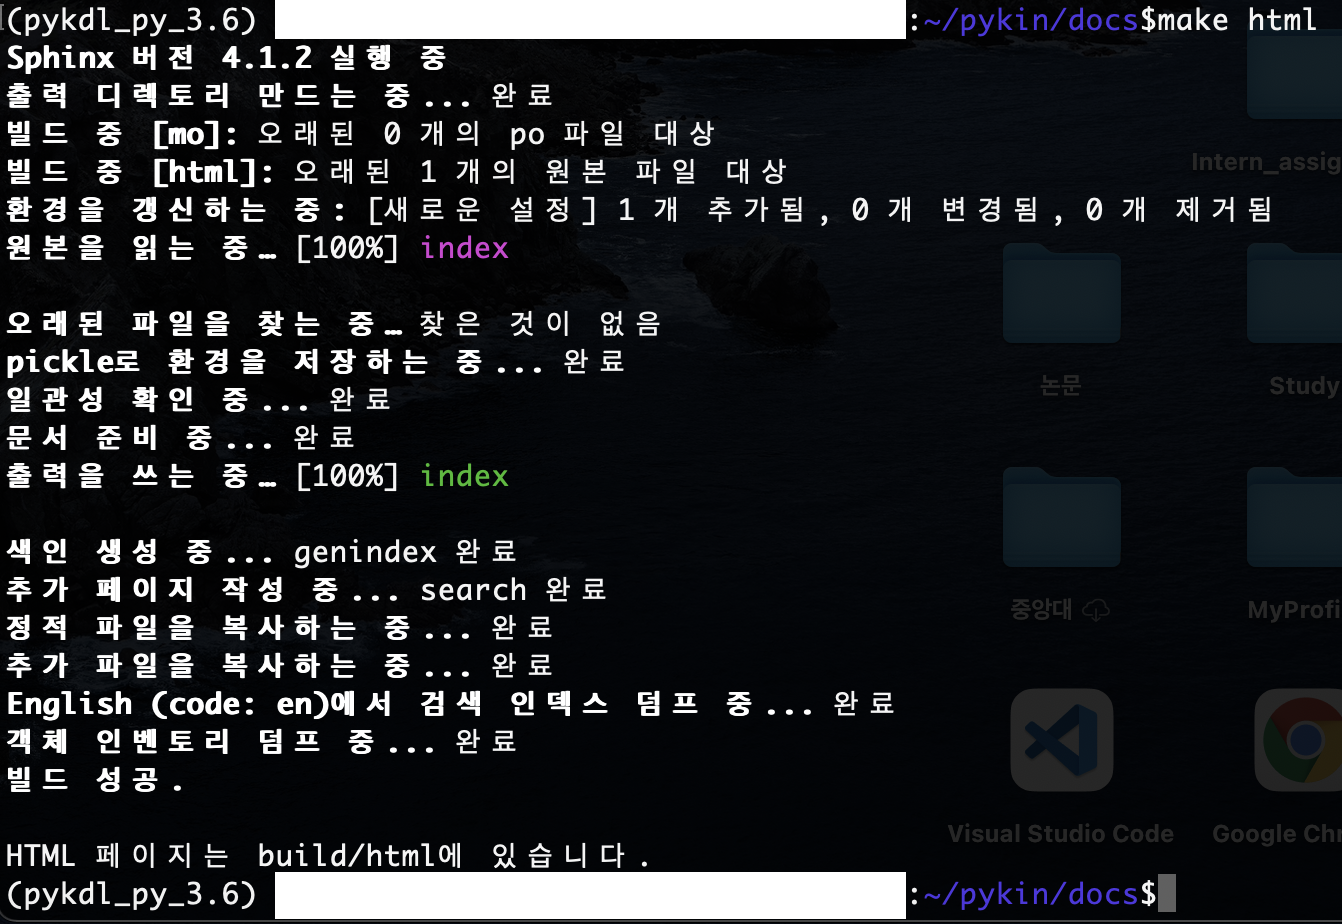 (pykdl_py_3.6) :~/pykin/docs$make html
Sphinx 버전 4.1.2 실행 중
출력 디렉토리 만드는 중... 완료
빌드 중 [mo]: 오래된 0 개의 po 파일 대상
빌드 중 [html]: 오래된 1 개의 원본 파일 대상
환경을 갱신하는 중: [새로운 설정] 1 개 추가됨, 0 개 변경됨, 0 개 제거됨
원본을 읽는 중… [100%] index
오래된 파일을 찾는 중… 찾은 것이 없음
pickle로 환경을 저장하는 중... 완료
일관성 확인 중... 완료
문서 준비 중... 완료
출력을 쓰는 중… [100%] index
색인 생성 중... genindex 완료
추가 페이지 작성 중... search 완료
정적 파일을 복사하는 중... 완료
추가 파일을 복사하는 중... 완료
English (code: en)에서 검색 인덱스 덤프 중... 완료
객체 인벤토리 덤프 중... 완료
빌드 성공.
HTML 페이지는 build/html에 있습니다.
(pykdl_py_3.6) :~/pykin/docs$
Intern_assig
논문
Study
중앙대
MyProfi
Visual Studio Code
Google Chr